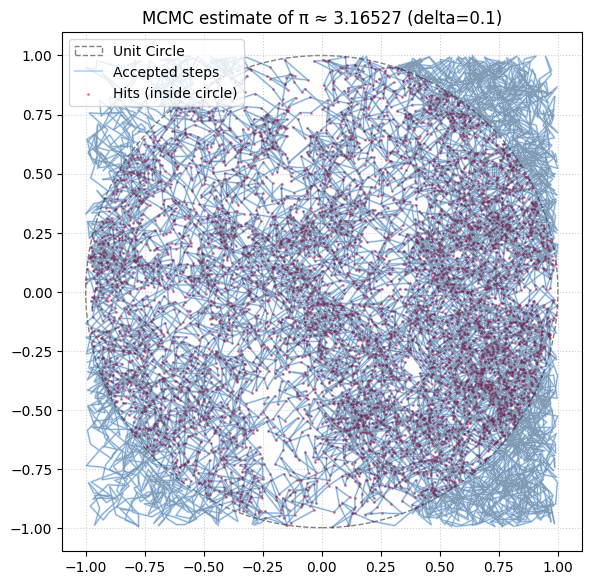 MCMC estimate of π ≈ 3.16527 (delta=0.1)
Unit Circle
Accepted steps
Hits (inside circle)
1.00
0.75
0.50
0.25
0.00
−0.25
−0.50
−0.75
−1.00
−1.00 −0.75 −0.50 −0.25 0.00 0.25 0.50 0.75 1.00